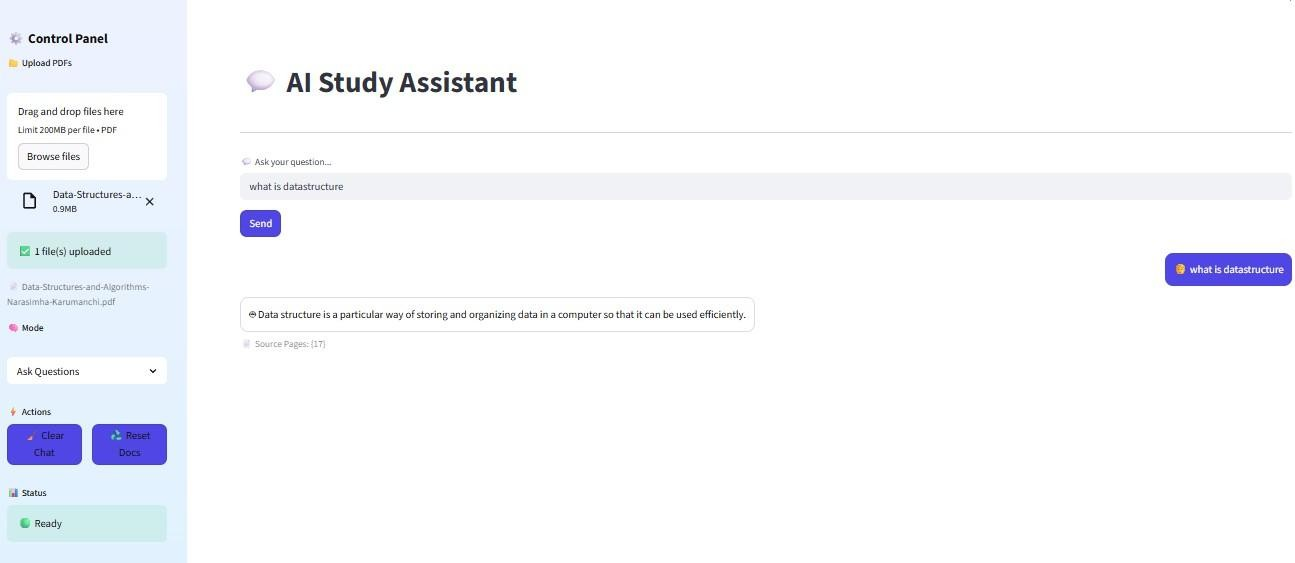 Control Panel
Upload PDFs
Drag and drop files here
Limit 200MB per file • PDF
Browse files
Data-Structures-a...
0.9MB
1 file(s) uploaded
Data-Structures-and-Algorithms-
Narasimha-Karumanchi.pdf
Mode
Ask Questions
Actions
Clear
Chat
Reset
Docs
Status
Ready
AI Study Assistant
Ask your question...
what is datastructure
Send
what is datastructure
Data structure is a particular way of storing and organizing data in a computer so that it can be used efficiently.
Source Pages: {17}